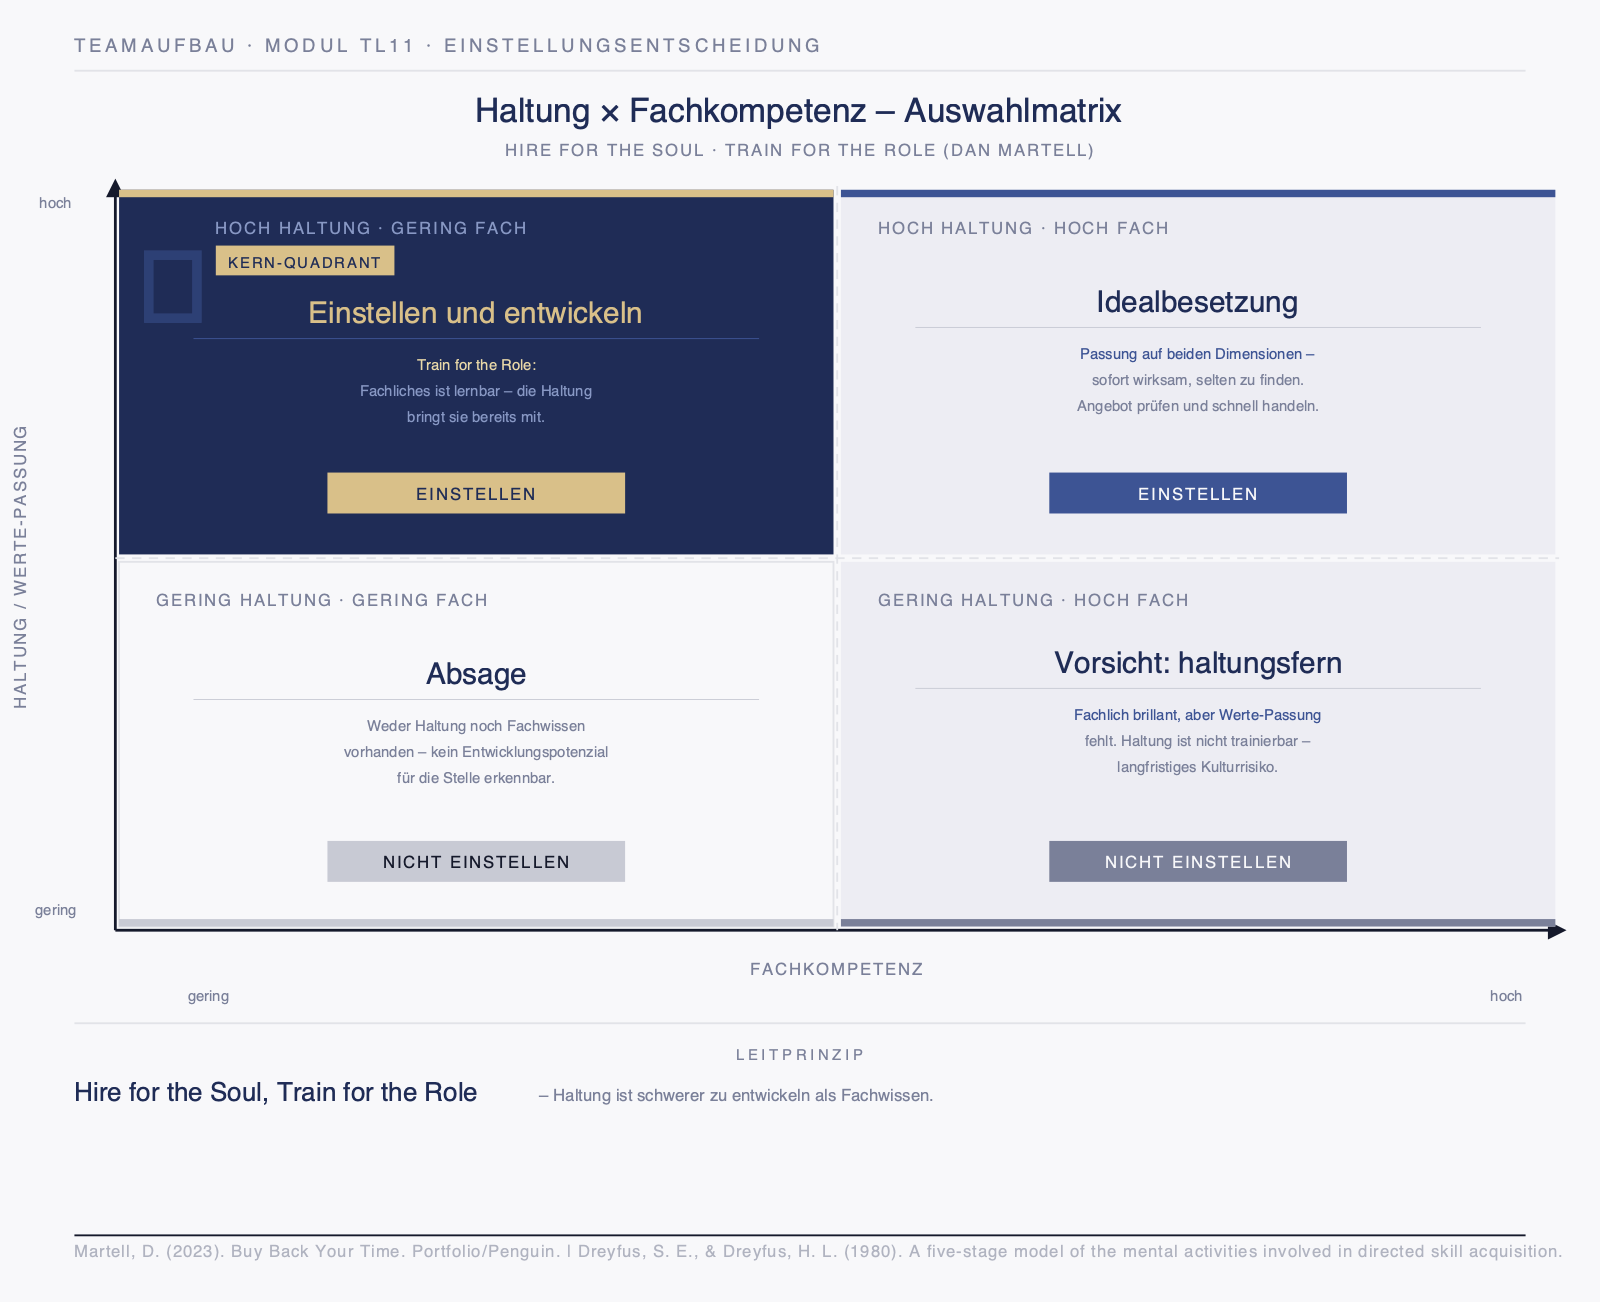 TEAMAUFBAU · MODUL TL11 · EINSTELLUNGSENTSCHEIDUNG
Haltung × Fachkompetenz – Auswahlmatrix
HIRE FOR THE SOUL · TRAIN FOR THE ROLE (DAN MARTELL)
hoch
HALTUNG / WERTE-PASSUNG
gering
HOCH HALTUNG · GERING FACH
KERN-QUADRANT
Einstellen und entwickeln
Train for the Role:
Fachliches ist lernbar – die Haltung
bringt sie bereits mit.
EINSTELLEN
HOCH HALTUNG · HOCH FACH
Idealbesetzung
Passung auf beiden Dimensionen –
sofort wirksam, selten zu finden.
Angebot prüfen und schnell handeln.
EINSTELLEN
GERING HALTUNG · GERING FACH
Absage
Weder Haltung noch Fachwissen
vorhanden – kein Entwicklungspotenzial
für die Stelle erkennbar.
NICHT EINSTELLEN
GERING HALTUNG · HOCH FACH
Vorsicht: haltungsfern
Fachlich brillant, aber Werte-Passung
fehlt. Haltung ist nicht trainierbar –
langfristiges Kulturrisiko.
NICHT EINSTELLEN
FACHKOMPETENZ
gering
hoch
LEITPRINZIP
Hire for the Soul, Train for the Role – Haltung ist schwerer zu entwickeln als Fachwissen.
Martell, D. (2023). Buy Back Your Time. Portfolio/Penguin. | Dreyfus, S. E., & Dreyfus, H. L. (1980). A five-stage model of the mental activities involved in directed skill acquisition.